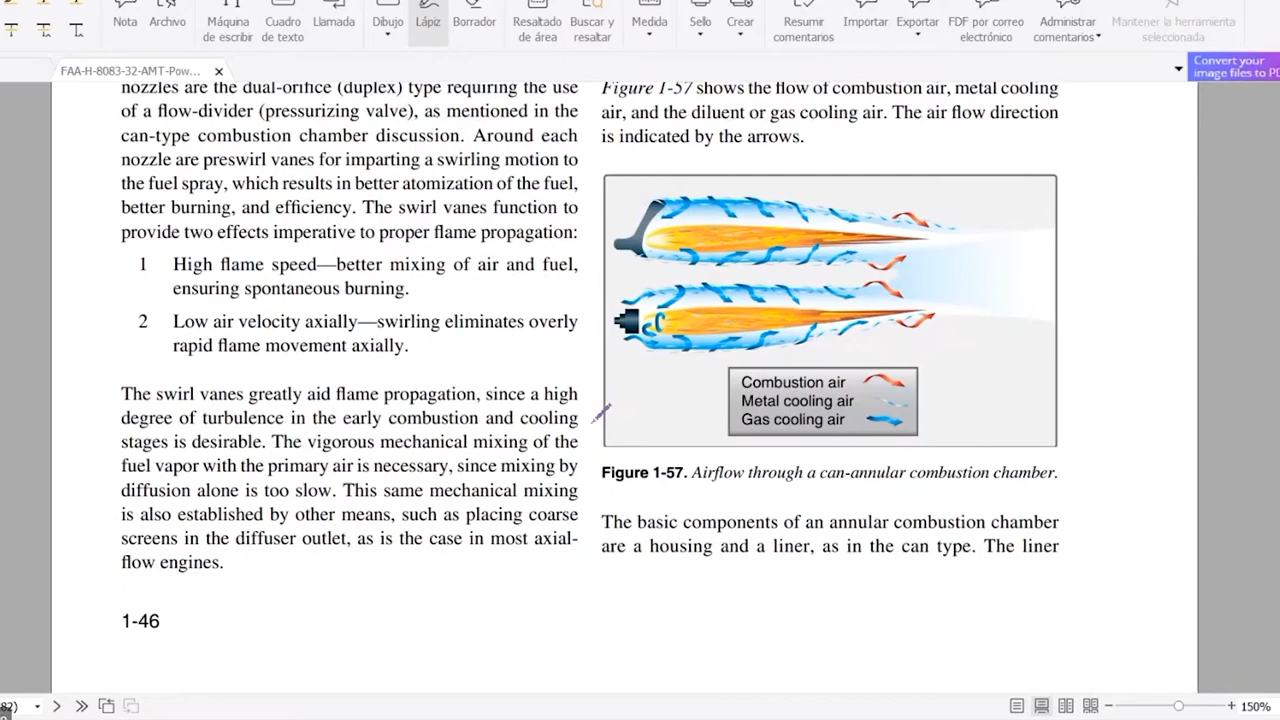 Nota
Archivo
Máquina
de escribir
Cuadro
de texto
Llamada
Dibujo
Lápiz
Borrador
Resaltado
de área
Buscar y
resaltar
Medida
Sello
Crear
Resumir
comentarios
Importar
Exportar
FDF por correo
electrónico
Administrar
comentarios
Mantener la herramienta
seleccionada
FAA-H-8083-32-AMT-Pow...
Convert your
image files to PD
nozzles are the dual-orifice (duplex) type requiring the use
of a flow-divider (pressurizing valve), as mentioned in the
can-type combustion chamber discussion. Around each
nozzle are preswirl vanes for imparting a swirling motion to
the fuel spray, which results in better atomization of the fuel,
better burning, and efficiency. The swirl vanes function to
provide two effects imperative to proper flame propagation:
1 High flame speed—better mixing of air and fuel,
ensuring spontaneous burning.
2 Low air velocity axially—swirling eliminates overly
rapid flame movement axially.
The swirl vanes greatly aid flame propagation, since a high
degree of turbulence in the early combustion and cooling
stages is desirable. The vigorous mechanical mixing of the
fuel vapor with the primary air is necessary, since mixing by
diffusion alone is too slow. This same mechanical mixing
is also established by other means, such as placing coarse
screens in the diffuser outlet, as is the case in most axial-
flow engines.
1-46
Figure 1-57 shows the flow of combustion air, metal cooling
air, and the diluent or gas cooling air. The air flow direction
is indicated by the arrows.
Combustion air
Metal cooling air
Gas cooling air
Figure 1-57. Airflow through a can-annular combustion chamber.
The basic components of an annular combustion chamber
are a housing and a liner, as in the can type. The liner
82)
150%